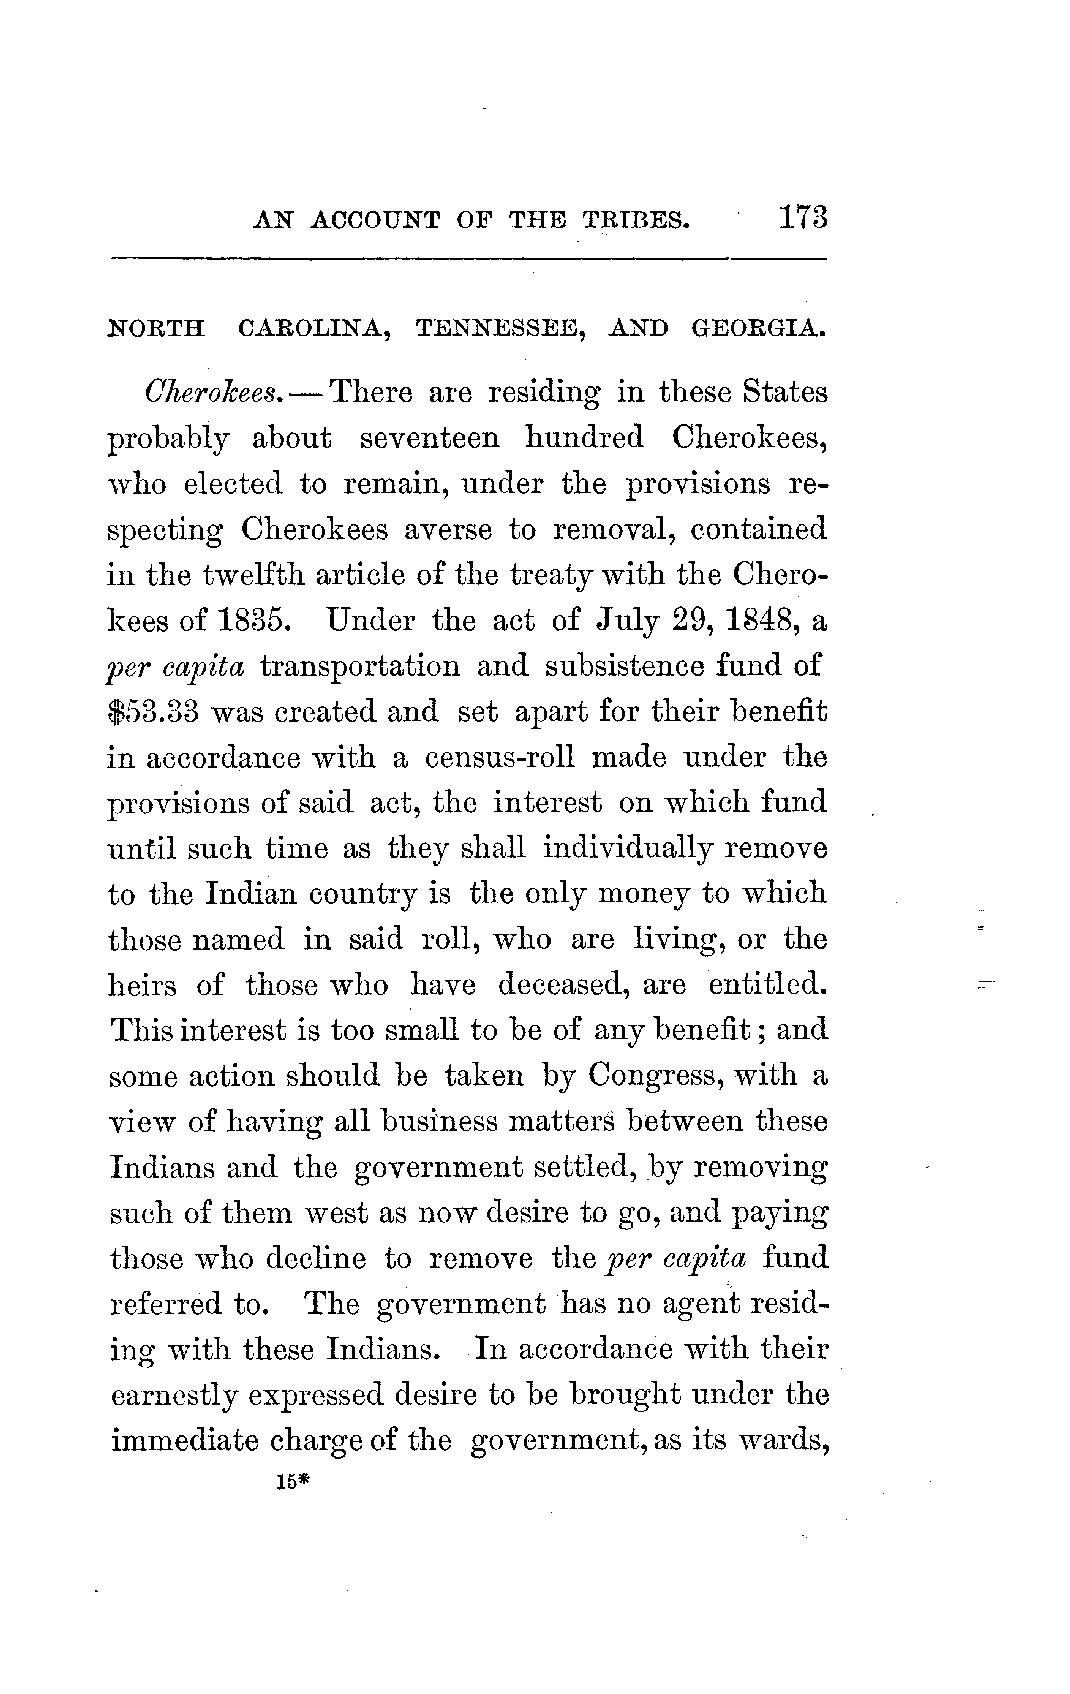 AN ACCOUNT OF THE TRIBES. 173
NORTH CAROLINA, TENNESSEE, AND GEORGIA.
Cherokees. — There are residing in these States
probably about seventeen hundred Cherokees,
who elected to remain, under the provisions re-
specting Cherokees averse to removal, contained
in the twelfth article of the treaty with the Chero-
kees of 1835. Under the act of July 29, 1848, a
per capita transportation and subsistence fund of
$53.33 was created and set apart for their benefit
in accordance with a census-roll made under the
provisions of said act, the interest on which fund
until such time as they shall individually remove
to the Indian country is the only money to which
those named in said roll, who are living, or the
heirs of those who have deceased, are entitled.
This interest is too small to be of any benefit; and
some action should be taken by Congress, with a
view of having all business matters between these
Indians and the government settled, by removing
such of them west as now desire to go, and paying
those who decline to remove the per capita fund
referred to. The government has no agent resid-
ing with these Indians. In accordance with their
earnestly expressed desire to be brought under the
immediate charge of the government, as its wards,
15*